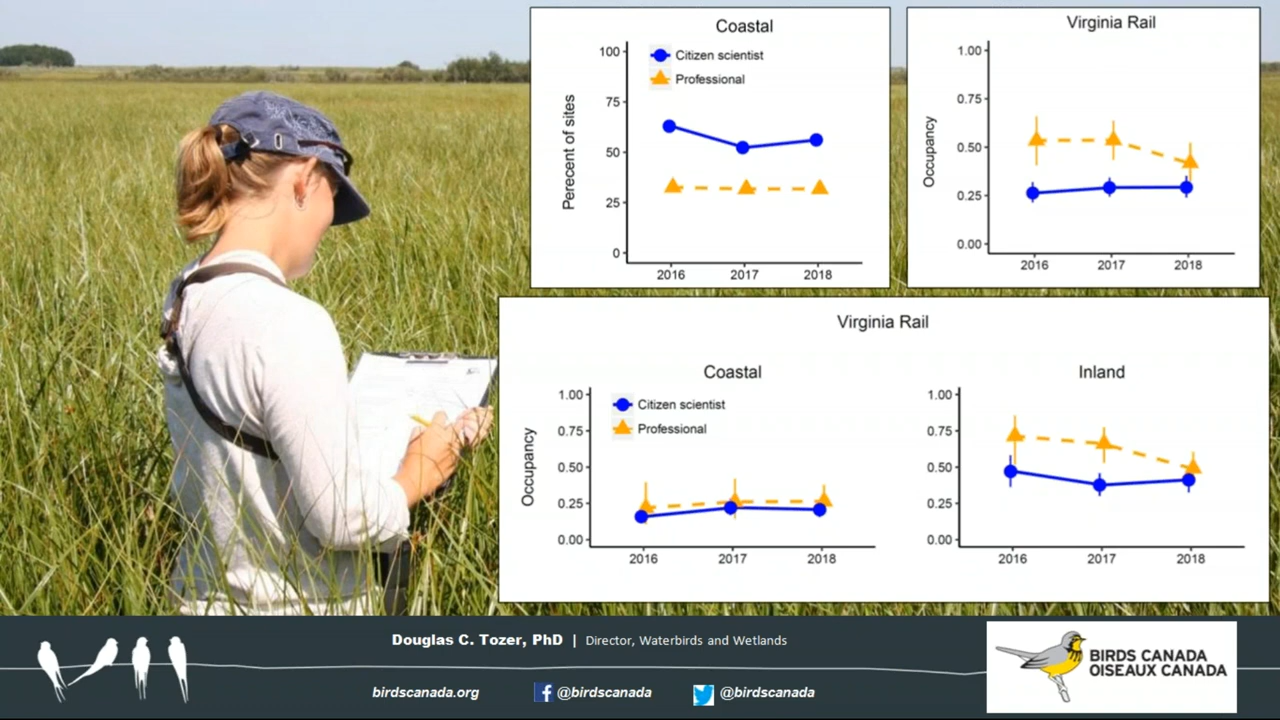 Coastal
100
75
50
25
0
Perecent of sites
Citizen scientist
Professional
2016 2017 2018
Virginia Rail
1.00
0.75
0.50
0.25
0.00
Occupancy
2016 2017 2018
Virginia Rail
Coastal
1.00
0.75
0.50
0.25
0.00
Occupancy
Citizen scientist
Professional
2016 2017 2018
Inland
1.00
0.75
0.50
0.25
0.00
2016 2017 2018
Douglas C. Tozer, PhD | Director, Waterbirds and Wetlands
birdscanada.org @birdscanada @birdscanada
BIRDS CANADA
OISEAUX CANADA